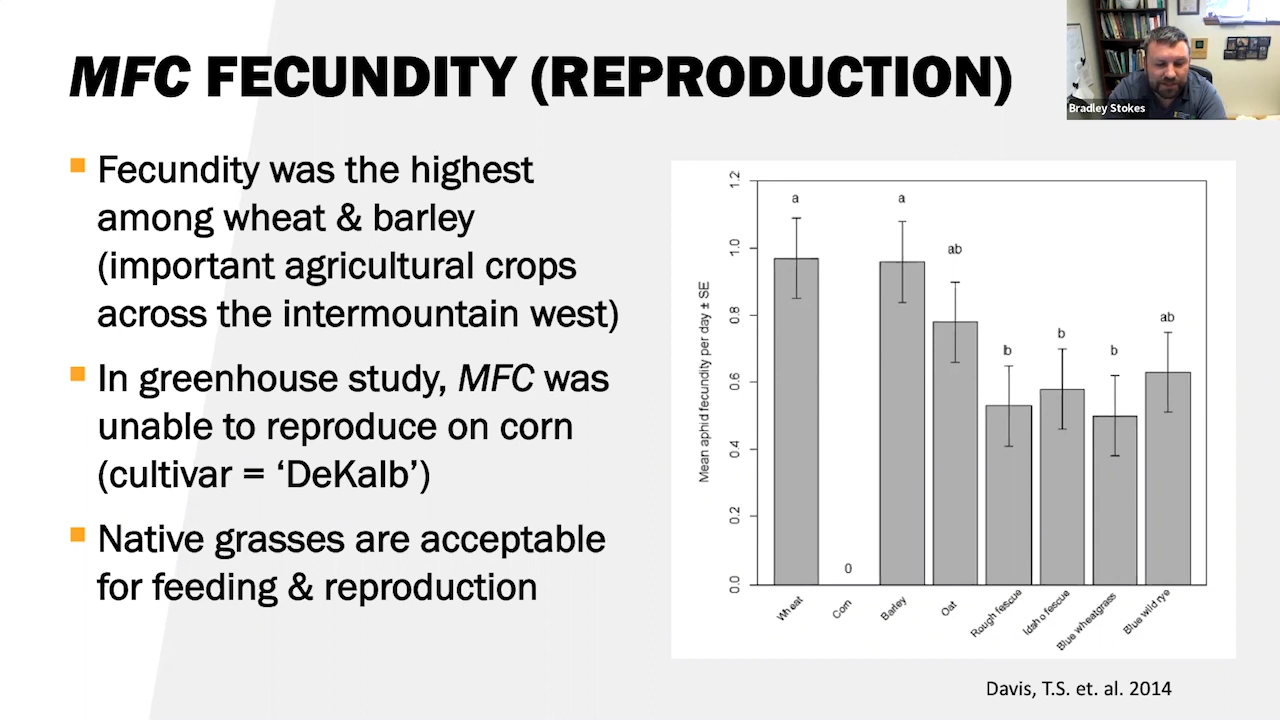 MFC FECUNDITY (REPRODUCTION)
Bradley Stokes
Fecundity was the highest
among wheat & barley
(important agricultural crops
across the intermountain west)
In greenhouse study, MFC was
unable to reproduce on corn
(cultivar = ‘DeKalb’)
Native grasses are acceptable
for feeding & reproduction
Mean aphid fecundity per day ± SE
1.2
1.0
0.8
0.6
0.4
0.2
0.0
a
0
a
ab
b
b
b
ab
Wheat
Corn
Barley
Oat
Rough fescue
Idaho fescue
Blue wheatgrass
Blue wild rye
Davis, T.S. et. al. 2014